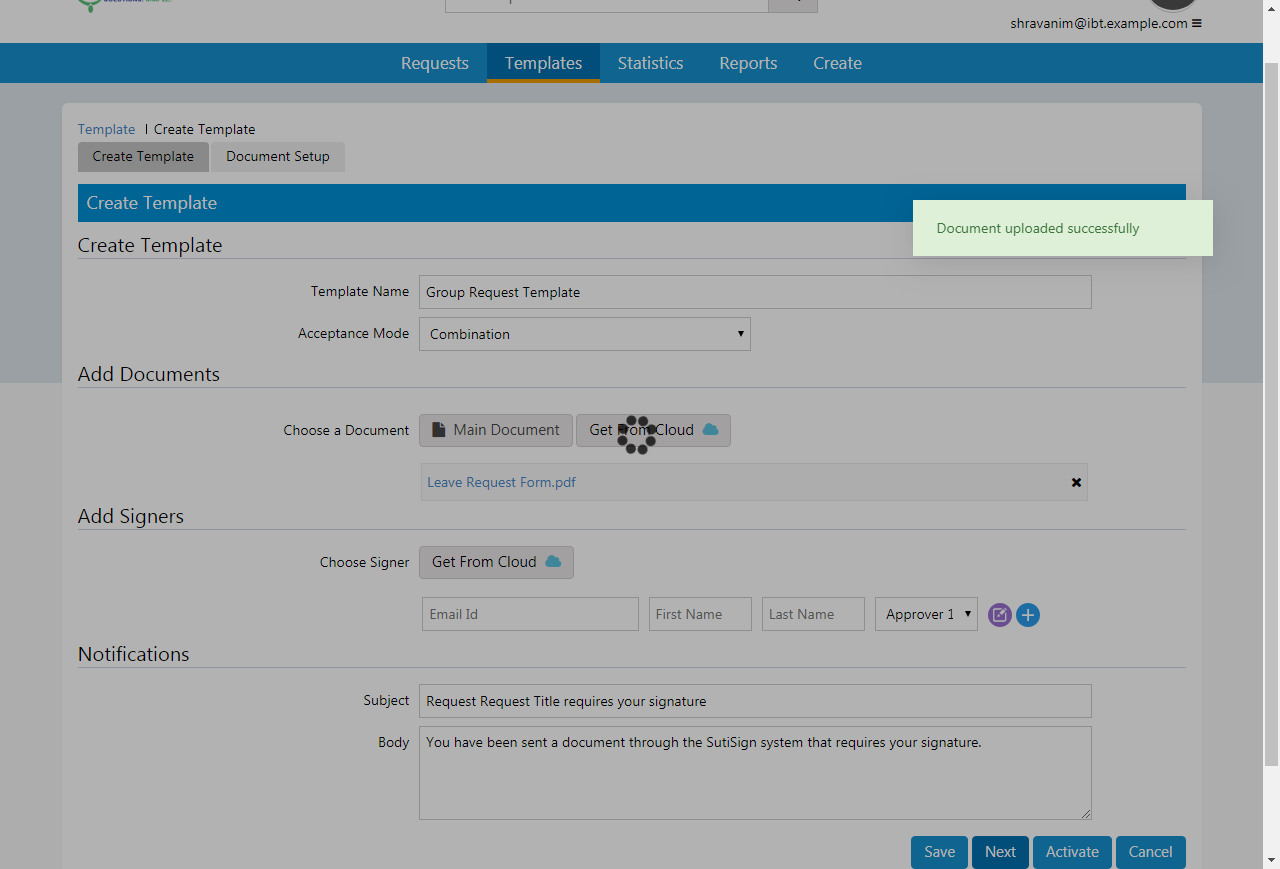 shravanim@ibt.example.com
Requests Templates Statistics Reports Create
Template | Create Template
Create Template Document Setup
Create Template
Document uploaded successfully
Create Template
Template Name Group Request Template
Acceptance Mode Combination
Add Documents
Choose a Document Main Document Get From Cloud
Leave Request Form.pdf
Add Signers
Choose Signer Get From Cloud
Email Id First Name Last Name Approver 1
Notifications
Subject Request Request Title requires your signature
Body You have been sent a document through the SutiSign system that requires your signature.
Save Next Activate Cancel